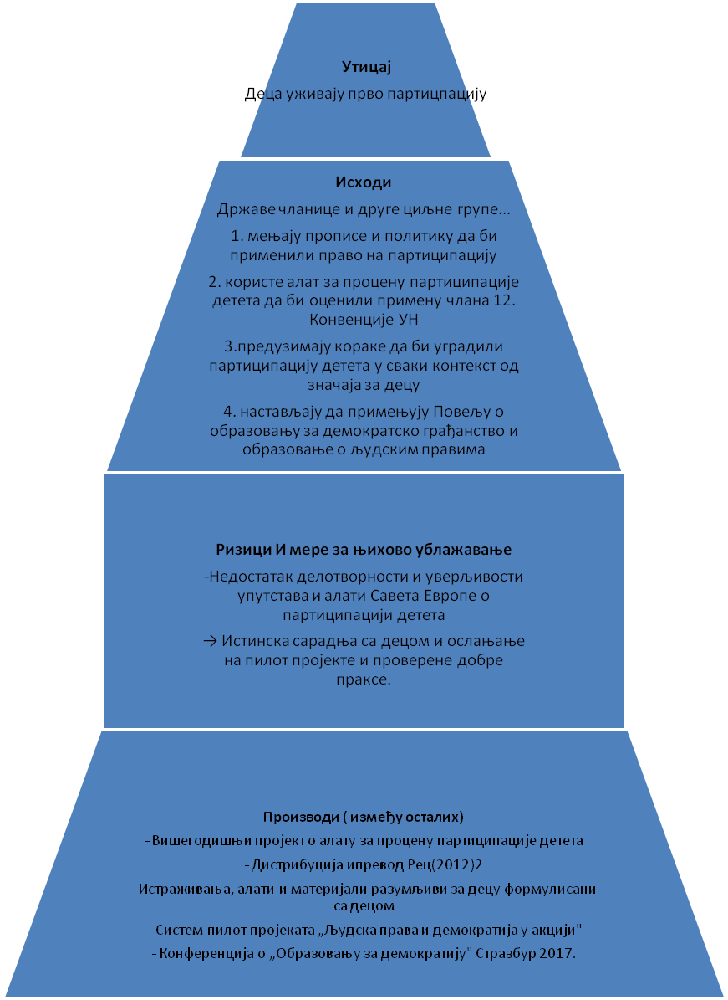 Утицај
Деца уживају прво партицпацију
Исходи
Државе чланице и друге циљне групе...
1. мењају прописе и политику да би
применили право на партиципацију
2. користе алат за процену партиципације
детета да би оценили примену члана 12.
Конвенције УН
3.предузимају кораке да би уградили
партиципацију детета у сваки контекст од
значаја за децу
4. настављају да примењују Повељу о
образовању за демократско грађанство и
образовање о људским правима
Ризици И мере за њихово ублажавање
-Недостатак делотворности и уверљивости
упутстава и алати Савета Европе о
партиципацији детета
→ Истинска сарадња са децом и ослањање
на пилот пројекте и проверене добре
праксе.
Производи ( између осталих)
- Вишегодишњи пројект о алату за процену партиципације детета
- Дистрибуција ипревод Рец(2012)2
- Истраживања, алати и материјали разумљиви за децу формулисани
са децом
- Систем пилот пројеката „Људска права и демократија у акцији"
- Конференција о „Образовању за демократију" Стразбур 2017.